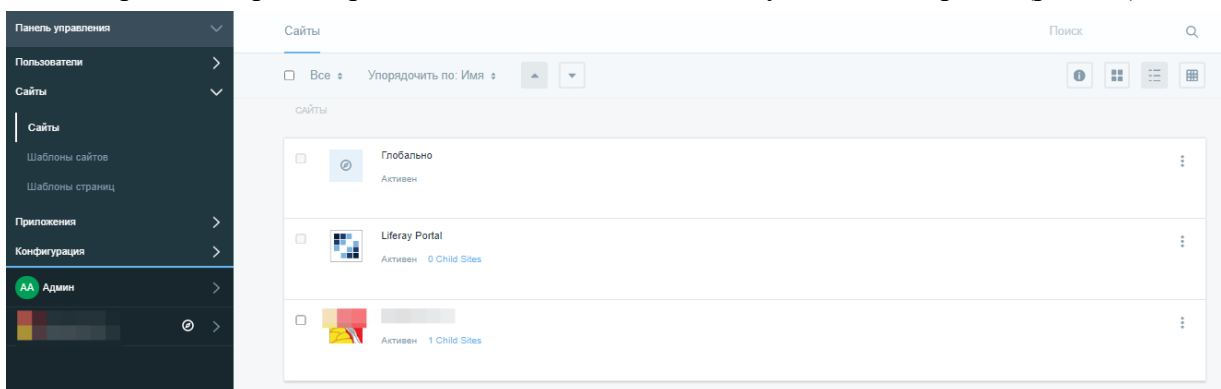 Панель управления
Пользователи
Сайты
Сайты
Шаблоны сайтов
Шаблоны страниц
Приложения
Конфигурация
АА Админ
Сайты
Поиск
Все Упорядочить по: Имя
САЙТЫ
Глобально
Активен
Liferay Portal
Активен 0 Child Sites
Активен 1 Child Sites